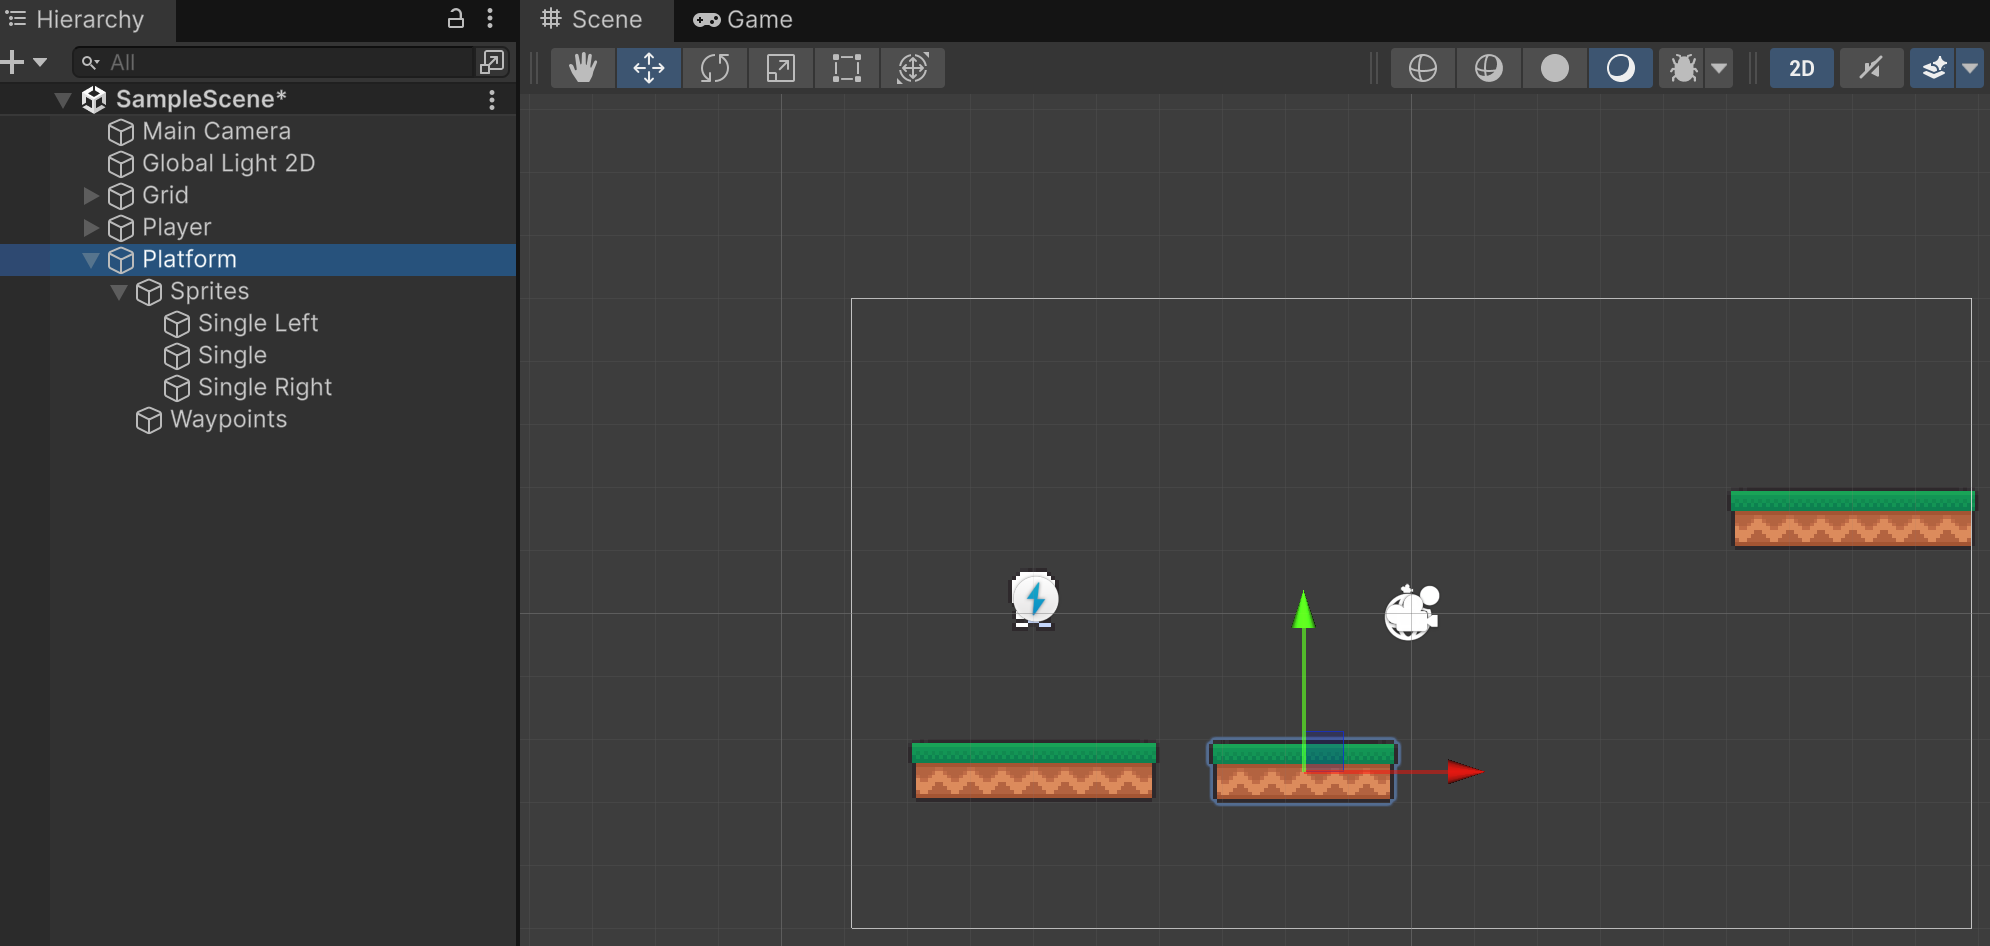 Hierarchy
All
SampleScene*
Main Camera
Global Light 2D
Grid
Player
Platform
Sprites
Single Left
Single
Single Right
Waypoints
Scene
Game
2D